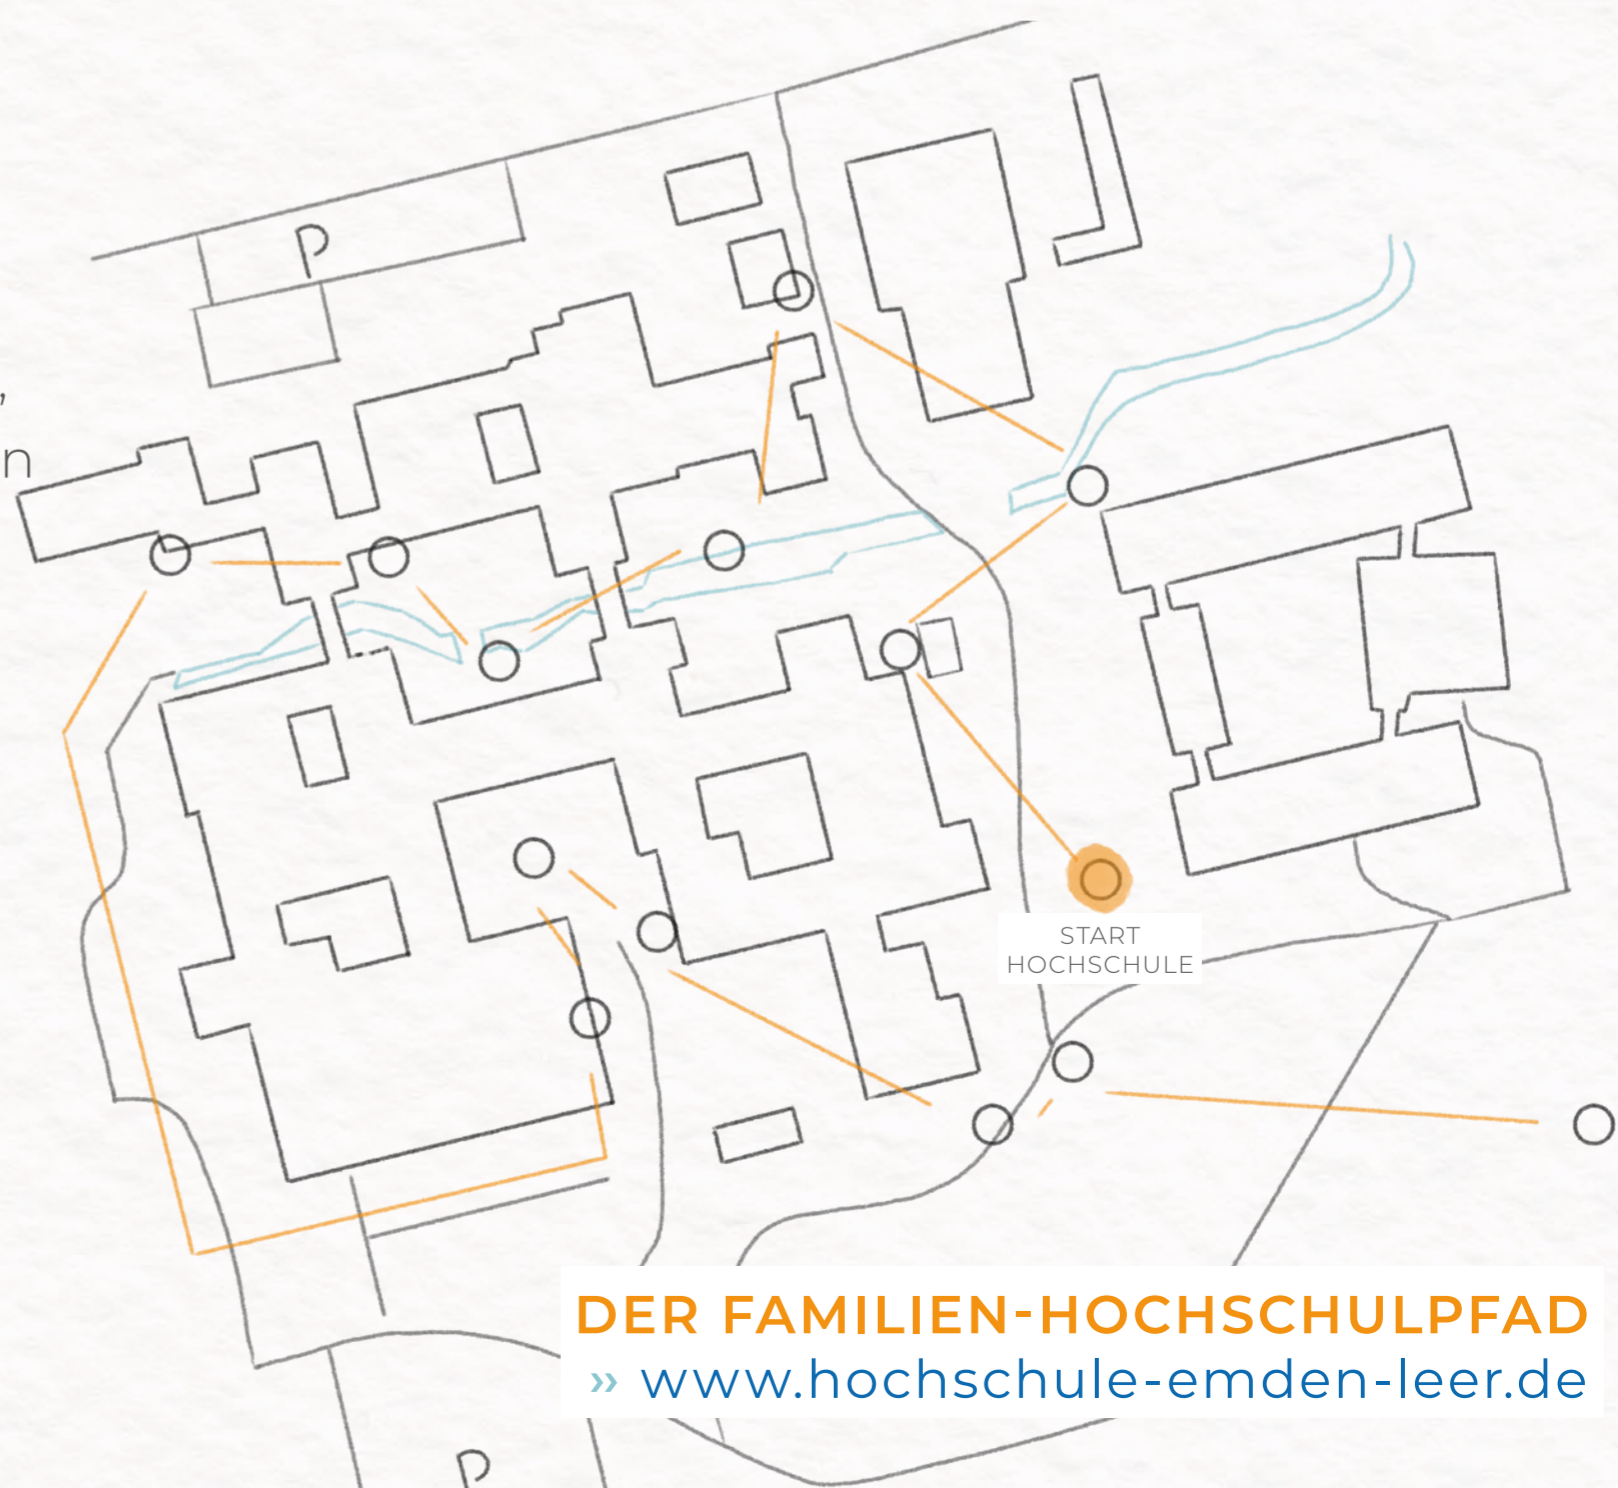 P
,
n
START
HOCHSCHULE
DER FAMILIEN-HOCHSCHULPFAD
» www.hochschule-emden-leer.de
P